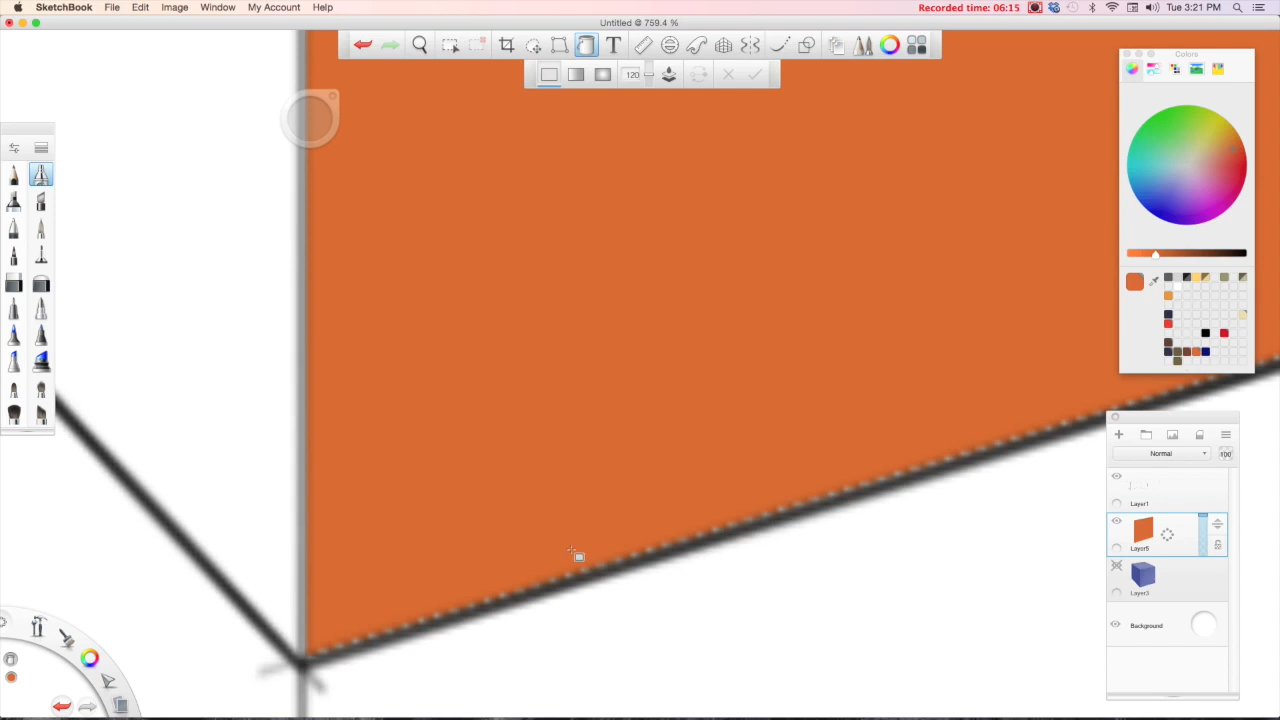 SketchBook File Edit Image Window My Account Help Recorded time: 06:15 Tue 3:21 PM
Untitled @ 759.4 %
T
120
Colors
Normal 100
Layer1
Layer5
Layer3
Background